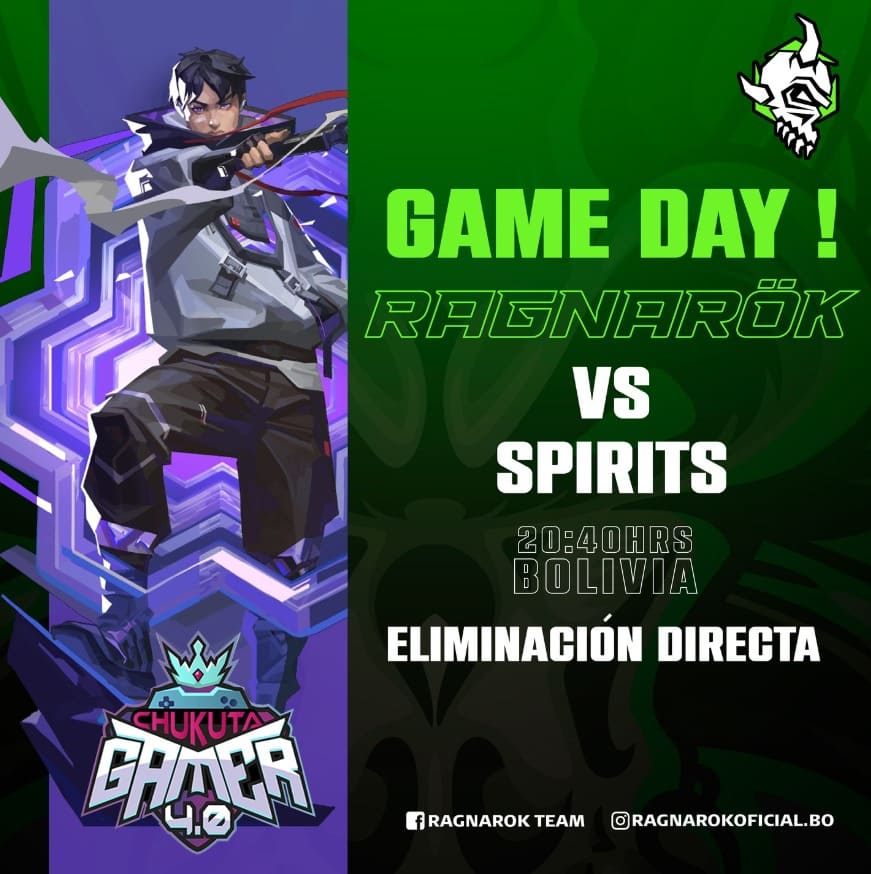 GAME DAY !
RAGNARÖK
VS
SPIRITS
20:40HRS
BOLIVIA
ELIMINACIÓN DIRECTA
CHUKUTA
GAMER
4.0
RAGNAROK TEAM
RAGNAROKOFICIAL.BO